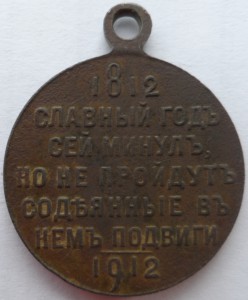 1812
СЛАВНЫЙ ГОДЪ
СЕЙ МИНУЛЪ,
НО НЕ ПРОЙДУТЪ
СОДѢЯННЫЕ ВЪ
НЕМЪ ПОДВИГИ
1912